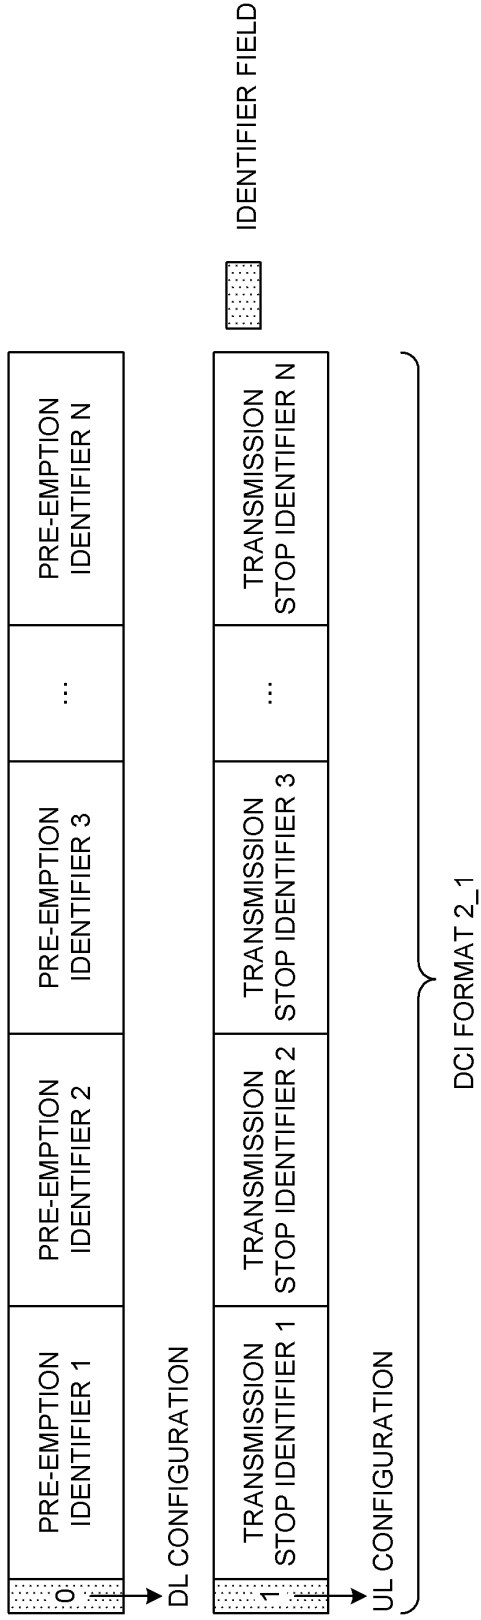 0
PRE-EMPTION
IDENTIFIER 1
PRE-EMPTION
IDENTIFIER 2
PRE-EMPTION
IDENTIFIER 3
...
PRE-EMPTION
IDENTIFIER N
DL CONFIGURATION
1
TRANSMISSION
STOP IDENTIFIER 1
TRANSMISSION
STOP IDENTIFIER 2
TRANSMISSION
STOP IDENTIFIER 3
...
TRANSMISSION
STOP IDENTIFIER N
IDENTIFIER FIELD
UL CONFIGURATION
DCI FORMAT 2_1